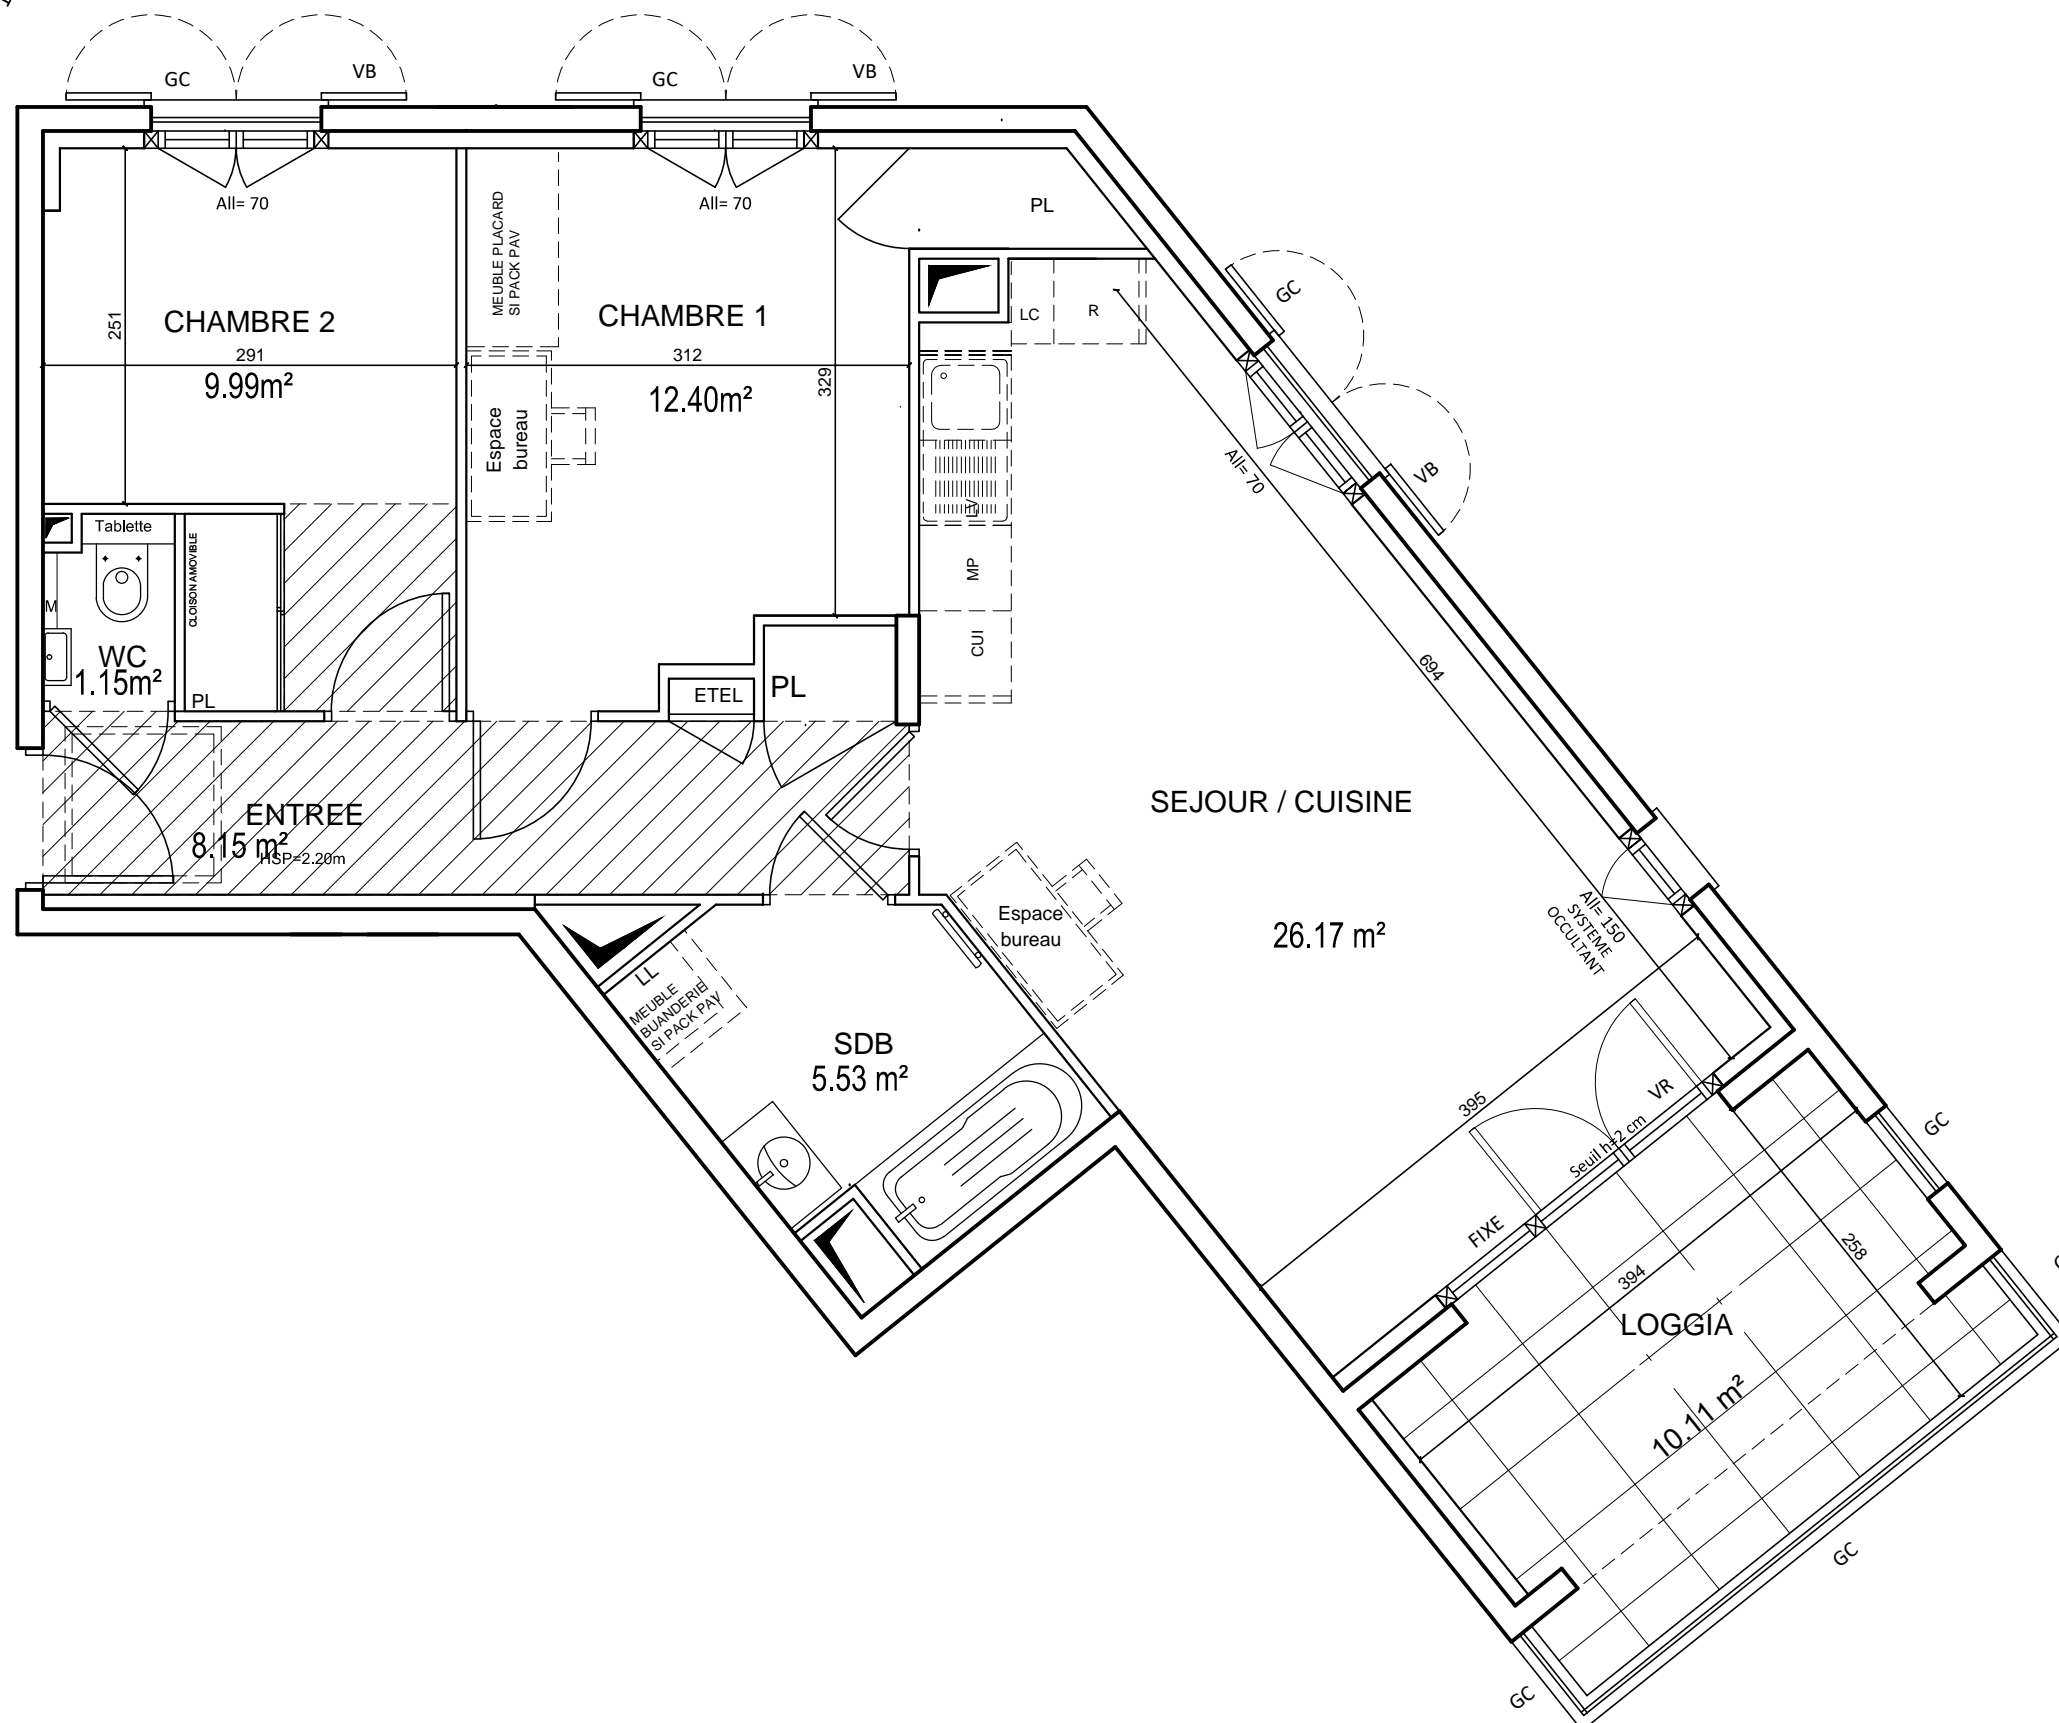 GC
VB
GC
VB
All= 70
All= 70
MEUBLE PLACARD
SI PACK PAV
PL
GC
VB
All= 70
CHAMBRE 2
251
291
9.99m²
CHAMBRE 1
312
329
12.40m²
LC
R
Espace
bureau
LV
MP
CUI
Tablette
CLOISON AMOVIBLE
M
WC
1.15m²
PL
ETEL
PL
694
ENTREE
8.15 m²
HSP=2.20m
SEJOUR / CUISINE
26.17 m²
Espace
bureau
All= 150
SYSTEME
OCCULTANT
LL
MEUBLE
BUANDERIE
SI PACK PAV
SDB
5.53 m²
395
VR
Seuil h=2 cm
FIXE
GC
258
394
LOGGIA
10.11 m²
GC
GC